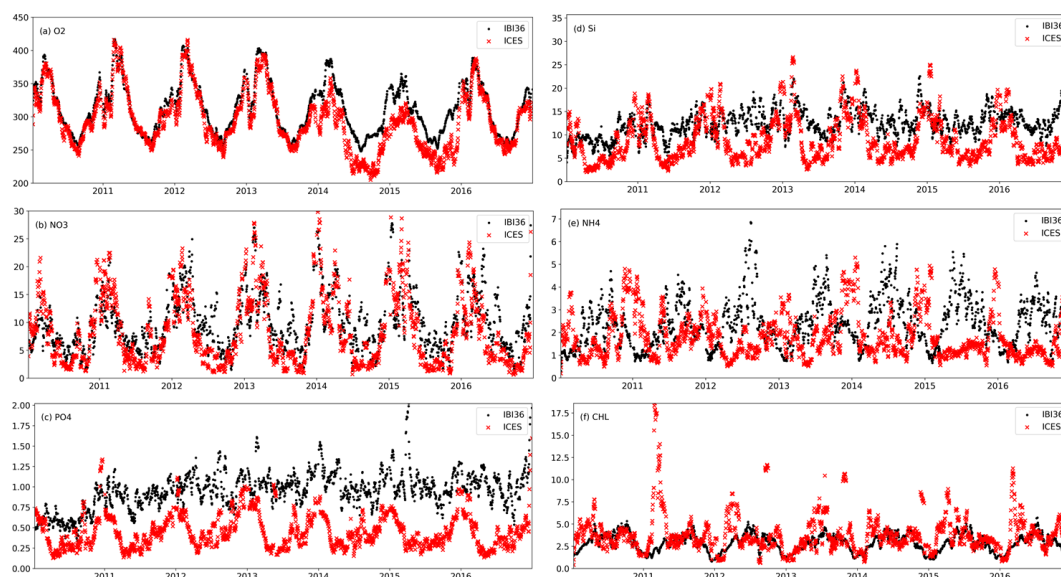 (a) O2
IBI36
ICES
450
400
350
300
250
200
2011 2012 2013 2014 2015 2016
(d) Si
IBI36
ICES
35
30
25
20
15
10
5
0
2011 2012 2013 2014 2015 2016
(b) NO3
IBI36
ICES
30
25
20
15
10
5
0
2011 2012 2013 2014 2015 2016
(e) NH4
IBI36
ICES
7
6
5
4
3
2
1
0
2011 2012 2013 2014 2015 2016
(c) PO4
IBI36
ICES
2.00
1.75
1.50
1.25
1.00
0.75
0.50
0.25
0.00
2011 2012 2013 2014 2015 2016
(f) CHL
IBI36
ICES
17.5
15.0
12.5
10.0
7.5
5.0
2.5
0.0
2011 2012 2013 2014 2015 2016